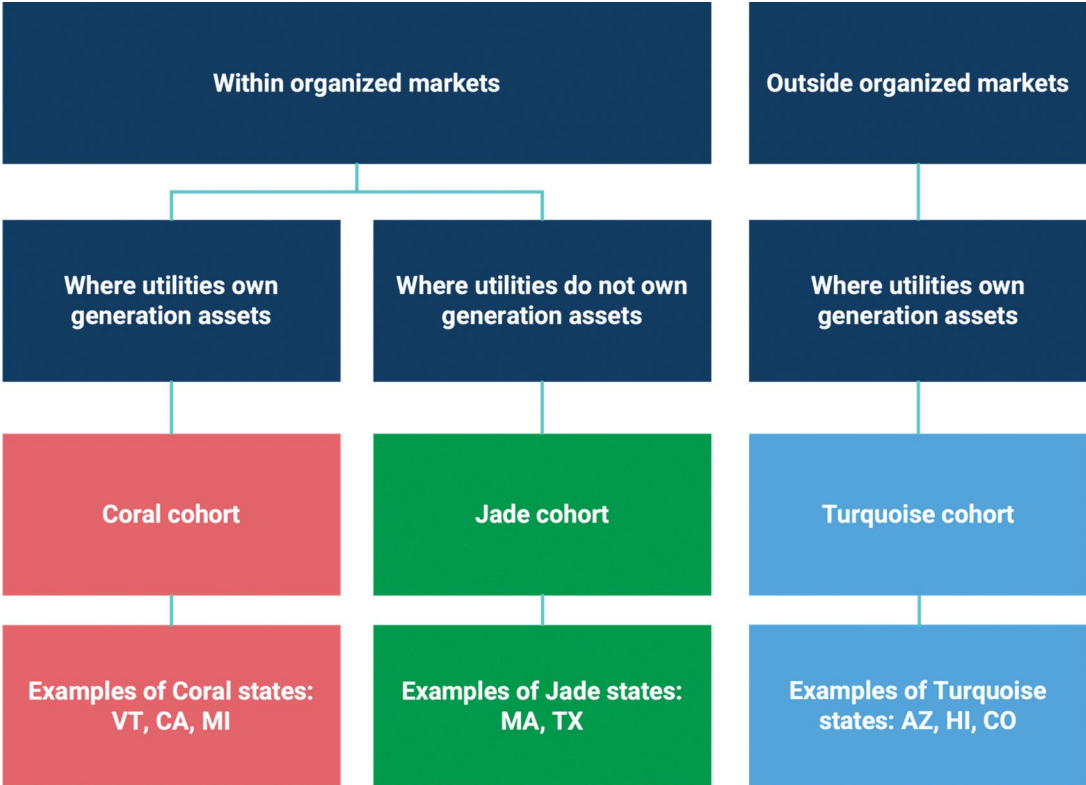 Within organized markets
Outside organized markets
Where utilities own
generation assets
Where utilities do not own
generation assets
Where utilities own
generation assets
Coral cohort
Jade cohort
Turquoise cohort
Examples of Coral states:
VT, CA, MI
Examples of Jade states:
MA, TX
Examples of Turquoise
states: AZ, HI, CO